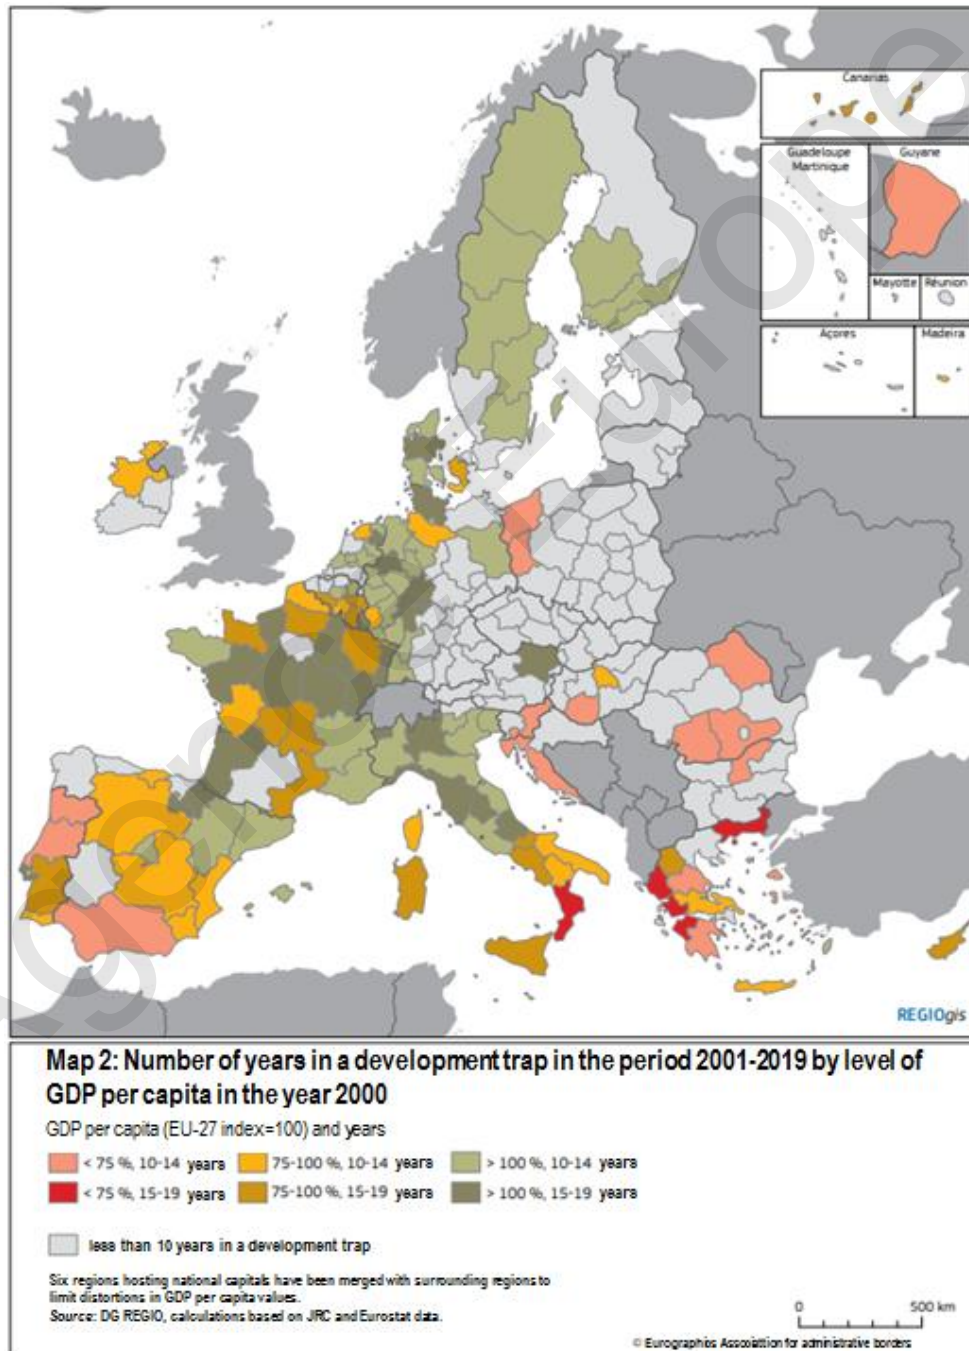 Canarias
Guadeloupe
Martinique
Guyane
Mayotte
Réunion
Açores
Madeira
Agence Europe
REGIOgis
Map 2: Number of years in a development trap in the period 2001-2019 by level of
GDP per capita in the year 2000
GDP per capita (EU-27 index=100) and years
< 75 %, 10-14 years 75-100 %, 10-14 years > 100 %, 10-14 years
< 75 %, 15-19 years 75-100 %, 15-19 years > 100 %, 15-19 years
less than 10 years in a development trap
Six regions hosting national capitals have been merged with surrounding regions to
limit distortions in GDP per capita values.
Source: DG REGIO, calculations based on JRC and Eurostat data.
0 500 km
© Eurographics Association for administrative borders